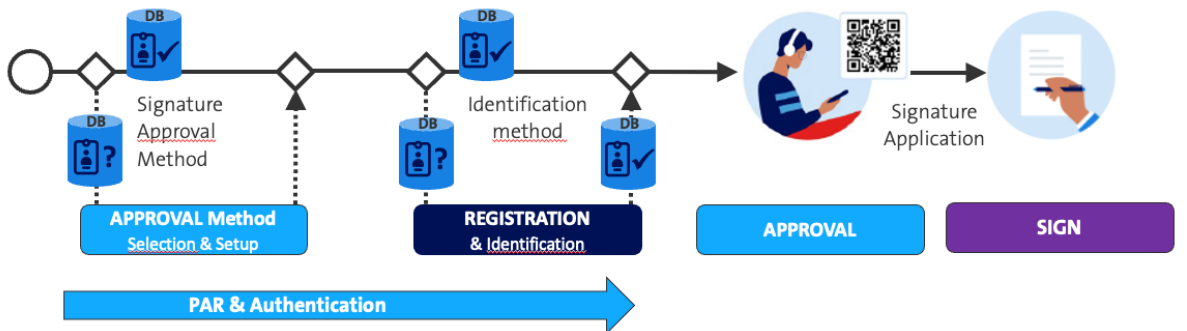 DB
DB
Signature
Approval
Method
Identification
method
Signature
Application
DB
?
DB
?
DB
APPROVAL Method
Selection & Setup
REGISTRATION
& Identification
APPROVAL
SIGN
PAR & Authentication